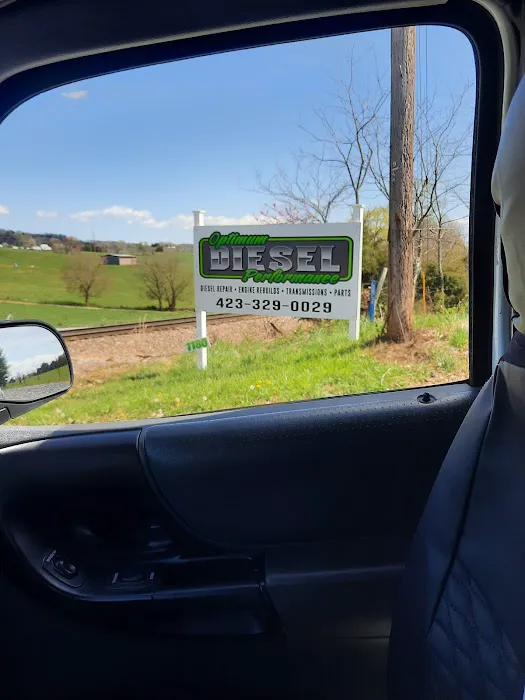 Optimum
DIESEL
Performance
DIESEL REPAIR • ENGINE REBUILDS • TRANSMISSIONS • PARTS
423-329-0029
1180